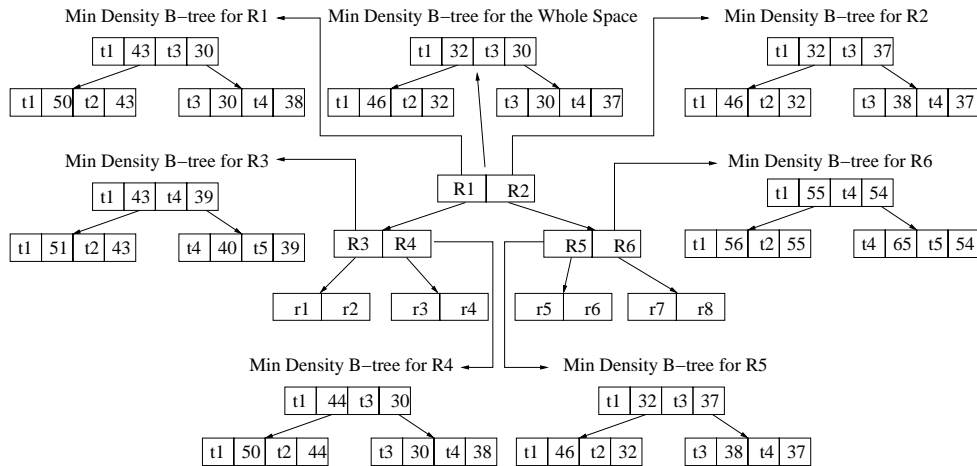 Min Density B-tree for R1
Min Density B-tree for the Whole Space
Min Density B-tree for R2
t1 43 t3 30
t1 32 t3 30
t1 32 t3 37
t1 50 t2 43
t3 30 t4 38
t1 46 t2 32
t3 30 t4 37
t1 46 t2 32
t3 38 t4 37
Min Density B-tree for R3
Min Density B-tree for R6
t1 43 t4 39
R1 R2
t1 55 t4 54
t1 51 t2 43
t4 40 t5 39
R3 R4
R5 R6
t1 56 t2 55
t4 65 t5 54
r1 r2
r3 r4
r5 r6
r7 r8
Min Density B-tree for R4
Min Density B-tree for R5
t1 44 t3 30
t1 32 t3 37
t1 50 t2 44
t3 30 t4 38
t1 46 t2 32
t3 38 t4 37